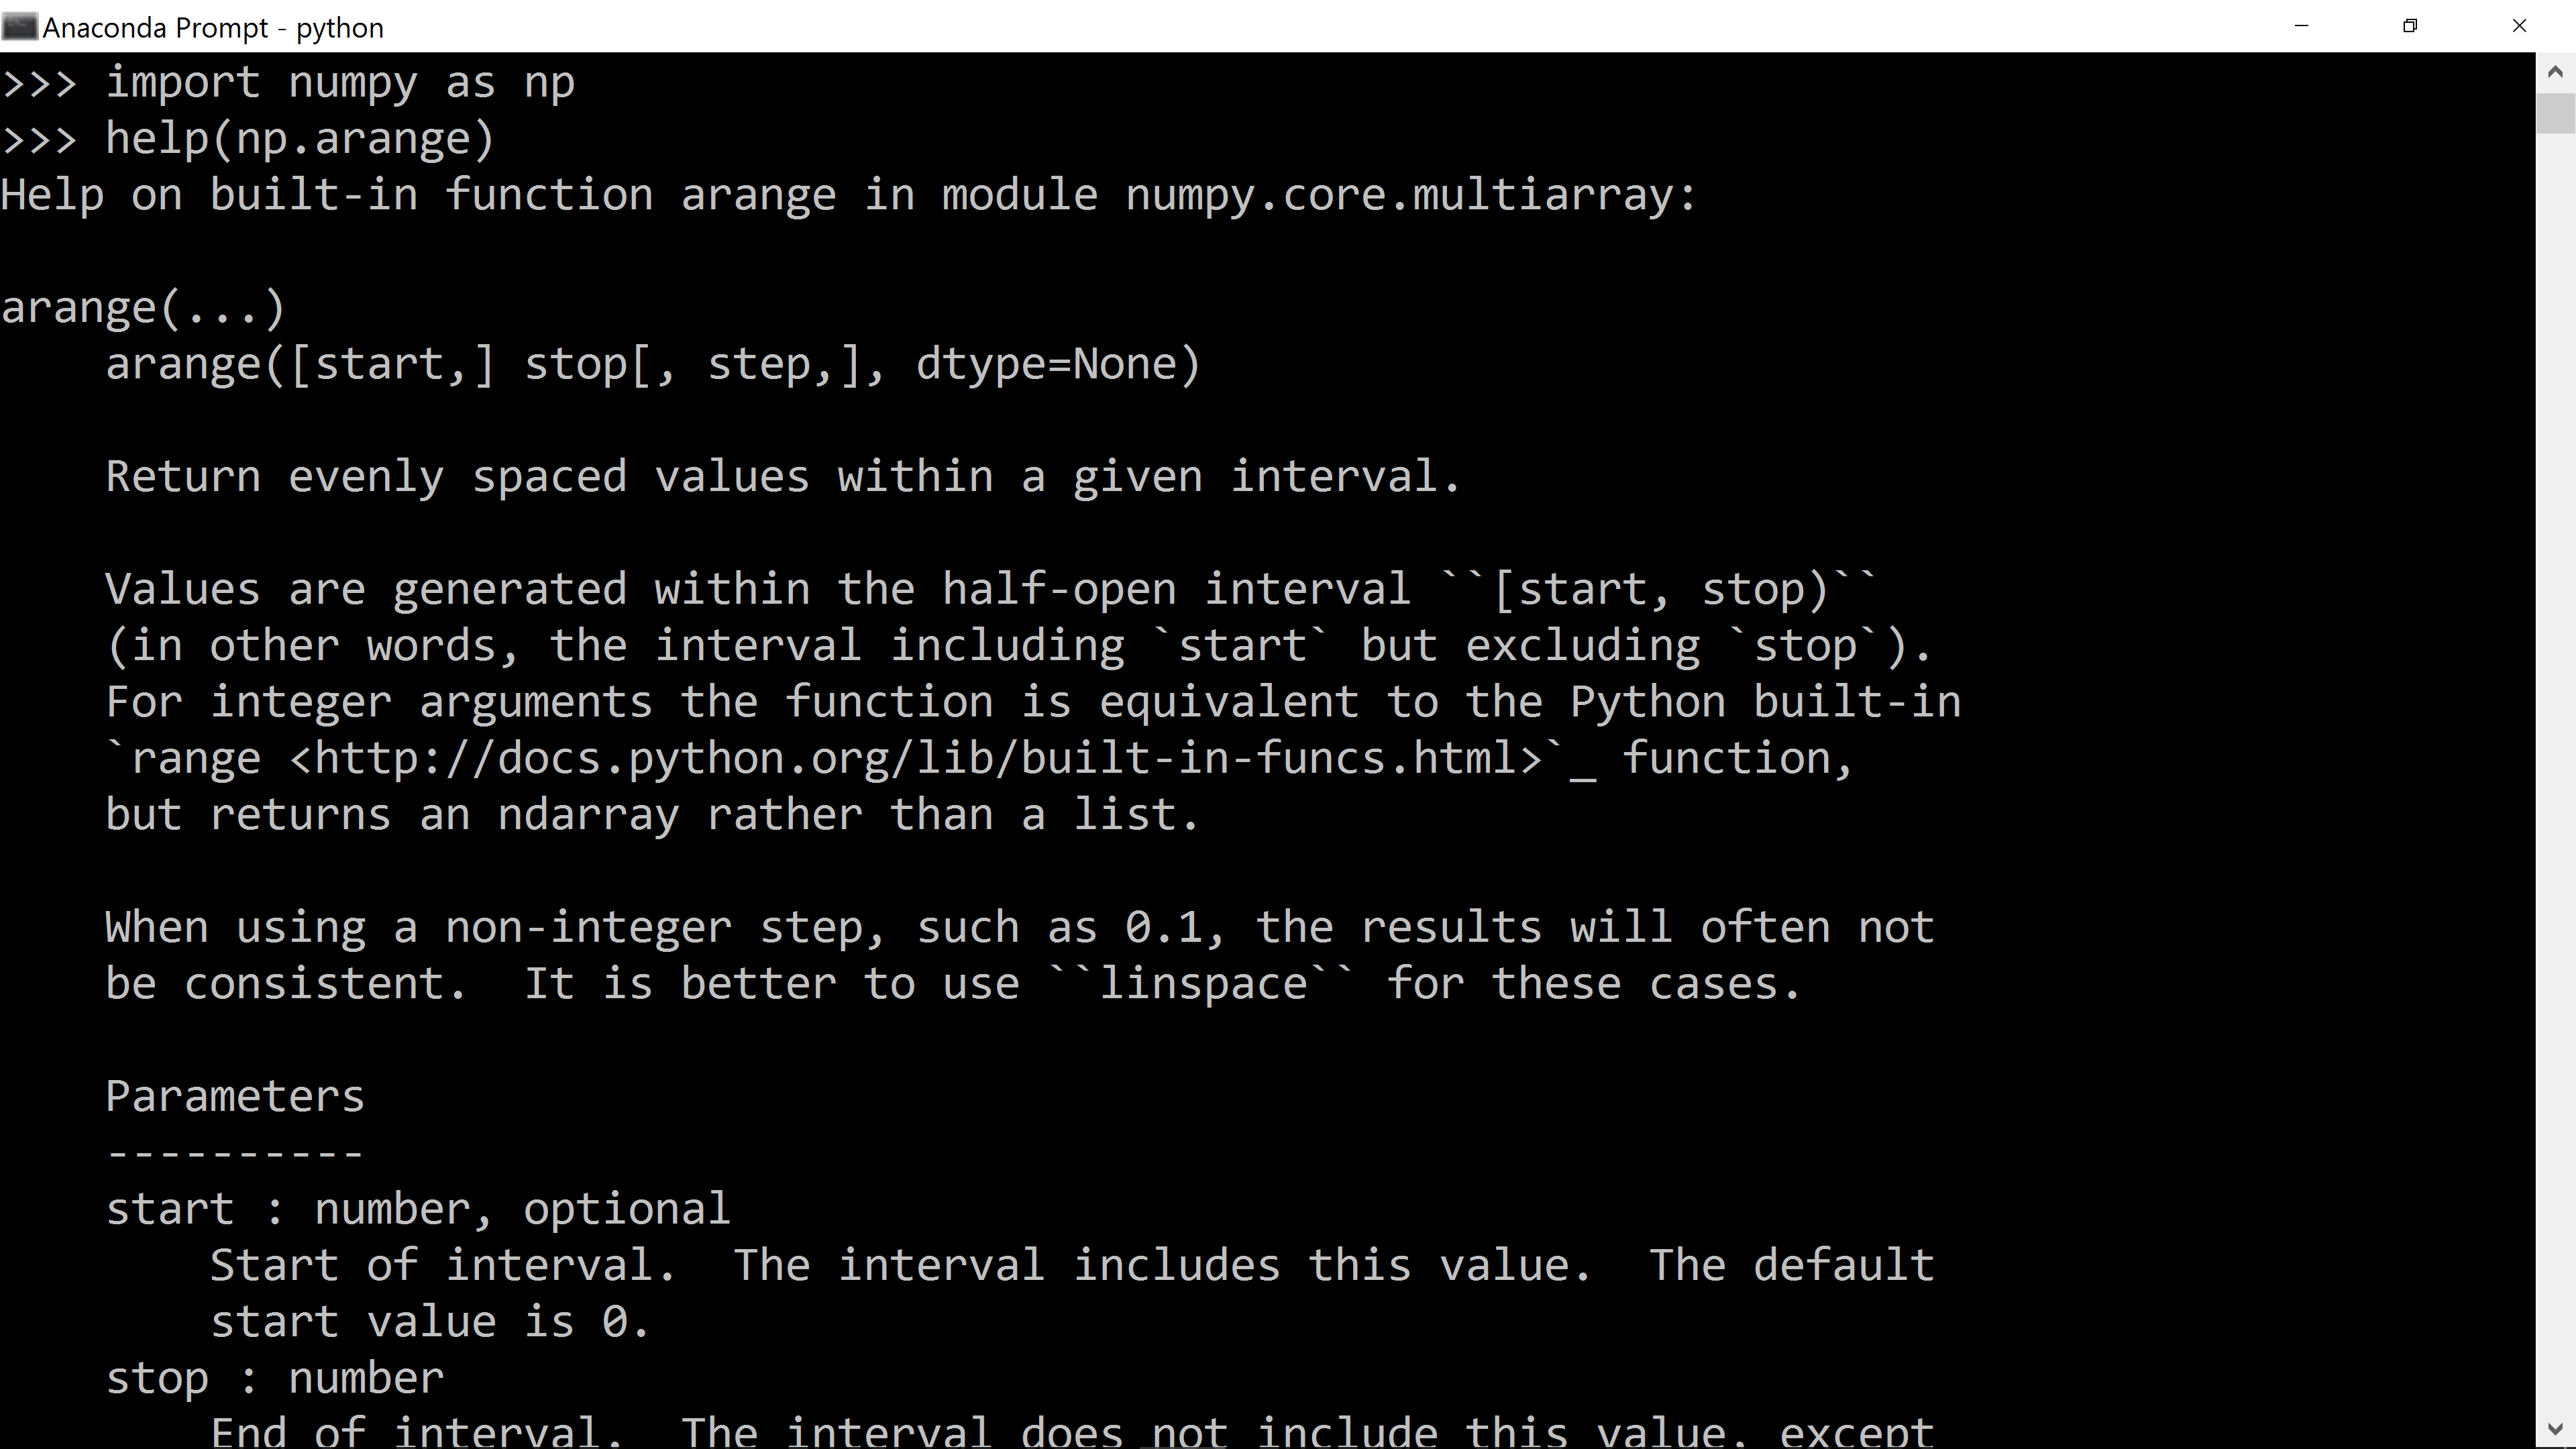 Anaconda Prompt - python
>>> import numpy as np
>>> help(np.arange)
Help on built-in function arange in module numpy.core.multiarray:
arange(...)
    arange([start,] stop[, step,], dtype=None)
    Return evenly spaced values within a given interval.
    Values are generated within the half-open interval ``[start, stop)``
    (in other words, the interval including `start` but excluding `stop`).
    For integer arguments the function is equivalent to the Python built-in
    `range <http://docs.python.org/lib/built-in-funcs.html>`_ function,
    but returns an ndarray rather than a list.
    When using a non-integer step, such as 0.1, the results will often not
    be consistent.  It is better to use ``linspace`` for these cases.
    Parameters
    ----------
    start : number, optional
        Start of interval.  The interval includes this value.  The default
        start value is 0.
    stop : number
        End of interval.  The interval does not include this value, except